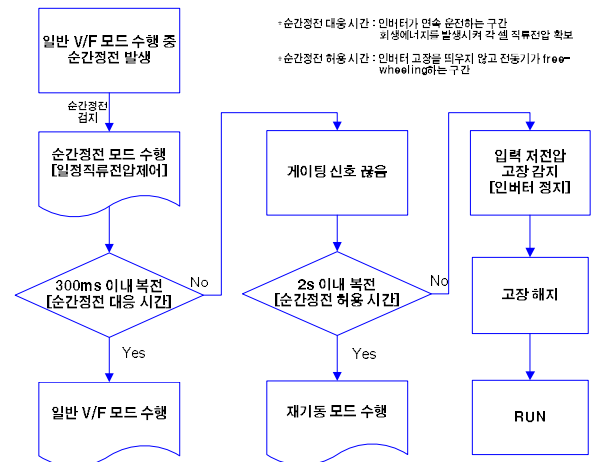 *순간정전 대응 시간 : 인버터가 연속 운전하는 구간
회생에너지를 발생시켜 각 셀 직류전압 확보
*순간정전 허용 시간 : 인버터 고장을 띄우지 않고 전동기가 free-
wheeling하는 구간
일반 V/F 모드 수행 중
순간정전 발생
순간정전
검지
순간정전 모드 수행
[일정직류전압제어]
300ms 이내 복전
[순간정전 대응 시간]
No
Yes
일반 V/F 모드 수행
게이팅 신호 끊음
2s 이내 복전
[순간정전 허용 시간]
No
Yes
재기동 모드 수행
입력 저전압
고장 감지
[인버터 정지]
고장 해지
RUN